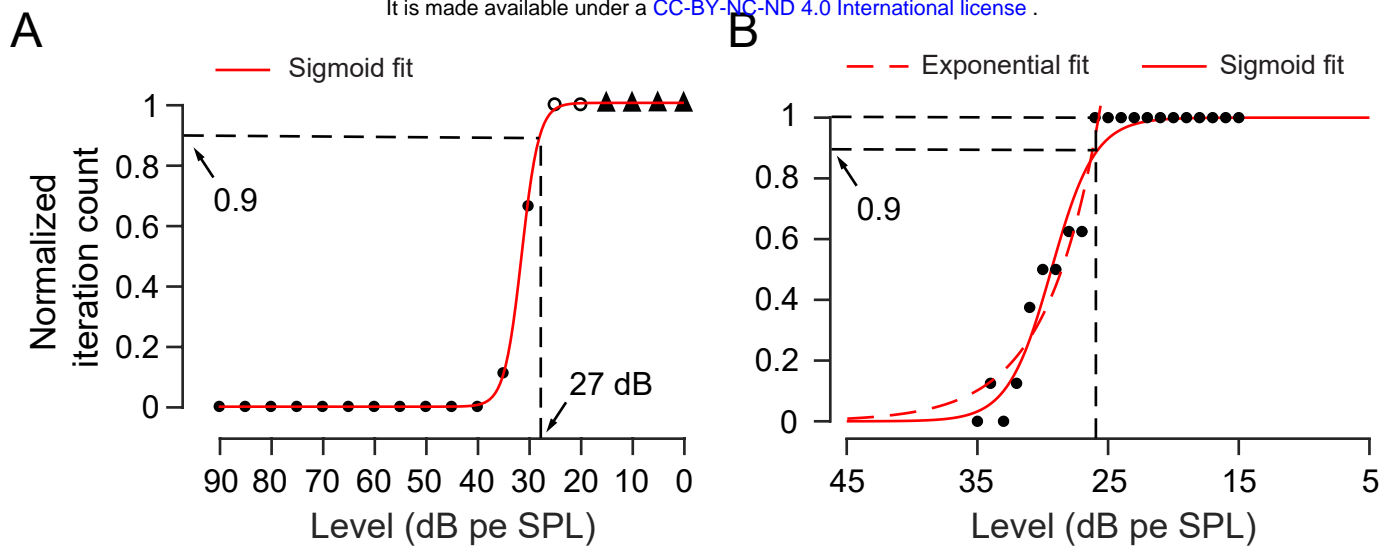 It is made available under a CC-BY-NC-ND 4.0 International license .
A
Sigmoid fit
Normalized
iteration count
1
0.8
0.6
0.4
0.2
0
0.9
27 dB
90 80 70 60 50 40 30 20 10 0
Level (dB pe SPL)
B
Exponential fit
Sigmoid fit
1
0.8
0.6
0.4
0.2
0
0.9
45 35 25 15 5
Level (dB pe SPL)